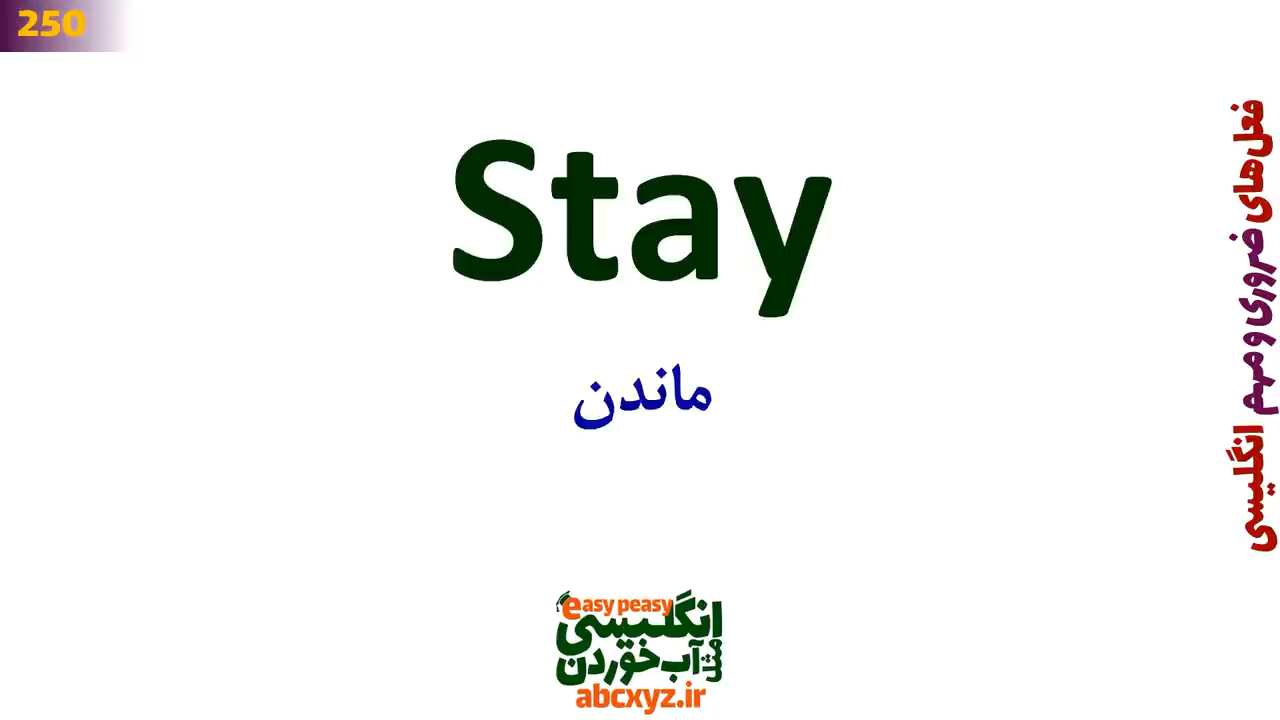 250
Stay
ماندن
فعل‌های ضروری و مهم انگلیسی
easy peasy
انگلیسی
مثل آب خوردن
abcxyz.ir